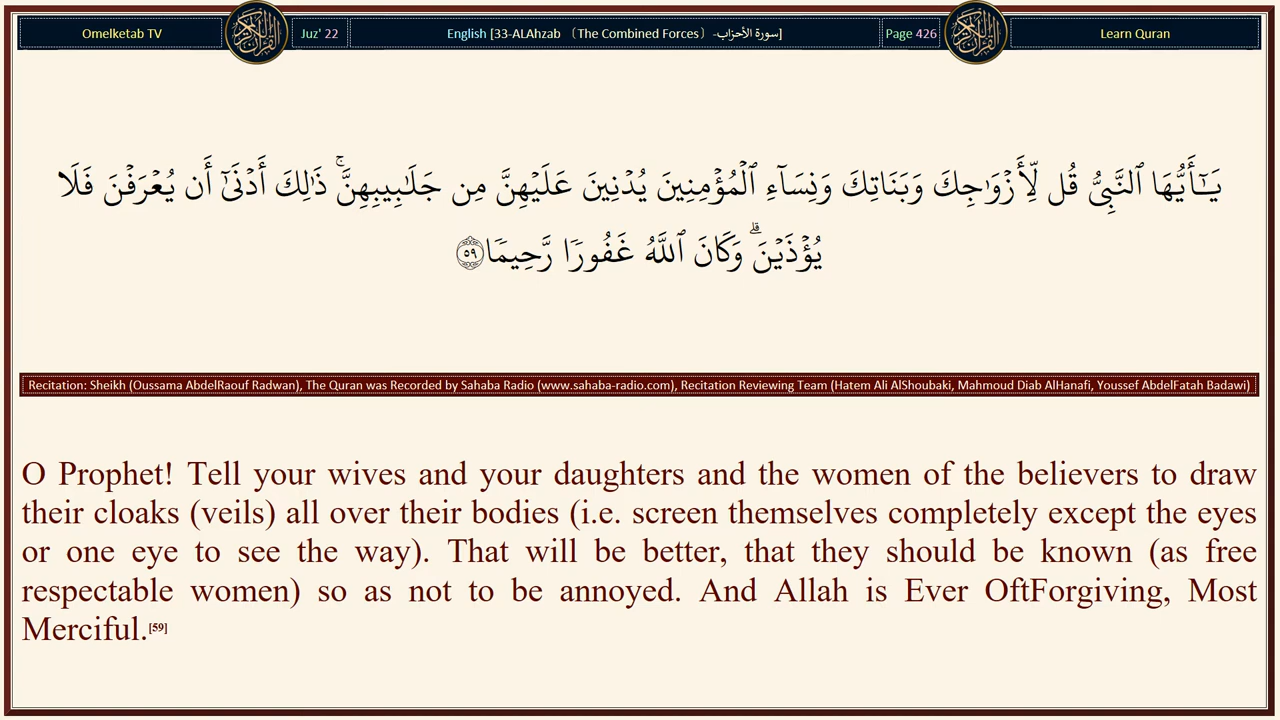 Omelketab TV
Juz' 22
English [33-ALAhzab 〔The Combined Forces〕 -سورة الأحزاب]
Page 426
Learn Quran
يَـٰٓأَيُّهَا ٱلنَّبِىُّ قُل لِّأَزْوَٰجِكَ وَبَنَاتِكَ وَنِسَآءِ ٱلْمُؤْمِنِينَ يُدْنِينَ عَلَيْهِنَّ مِن جَلَـٰبِيبِهِنَّ ۚ ذَٰلِكَ أَدْنَىٰٓ أَن يُعْرَفْنَ فَلَا
يُؤْذَيْنَ ۗ وَكَانَ ٱللَّهُ غَفُورًا رَّحِيمًا ٥٩
Recitation: Sheikh (Oussama AbdelRaouf Radwan), The Quran was Recorded by Sahaba Radio (www.sahaba-radio.com), Recitation Reviewing Team (Hatem Ali AlShoubaki, Mahmoud Diab AlHanafi, Youssef AbdelFatah Badawi)
O Prophet! Tell your wives and your daughters and the women of the believers to draw
their cloaks (veils) all over their bodies (i.e. screen themselves completely except the eyes
or one eye to see the way). That will be better, that they should be known (as free
respectable women) so as not to be annoyed. And Allah is Ever OftForgiving, Most
Merciful.[59]